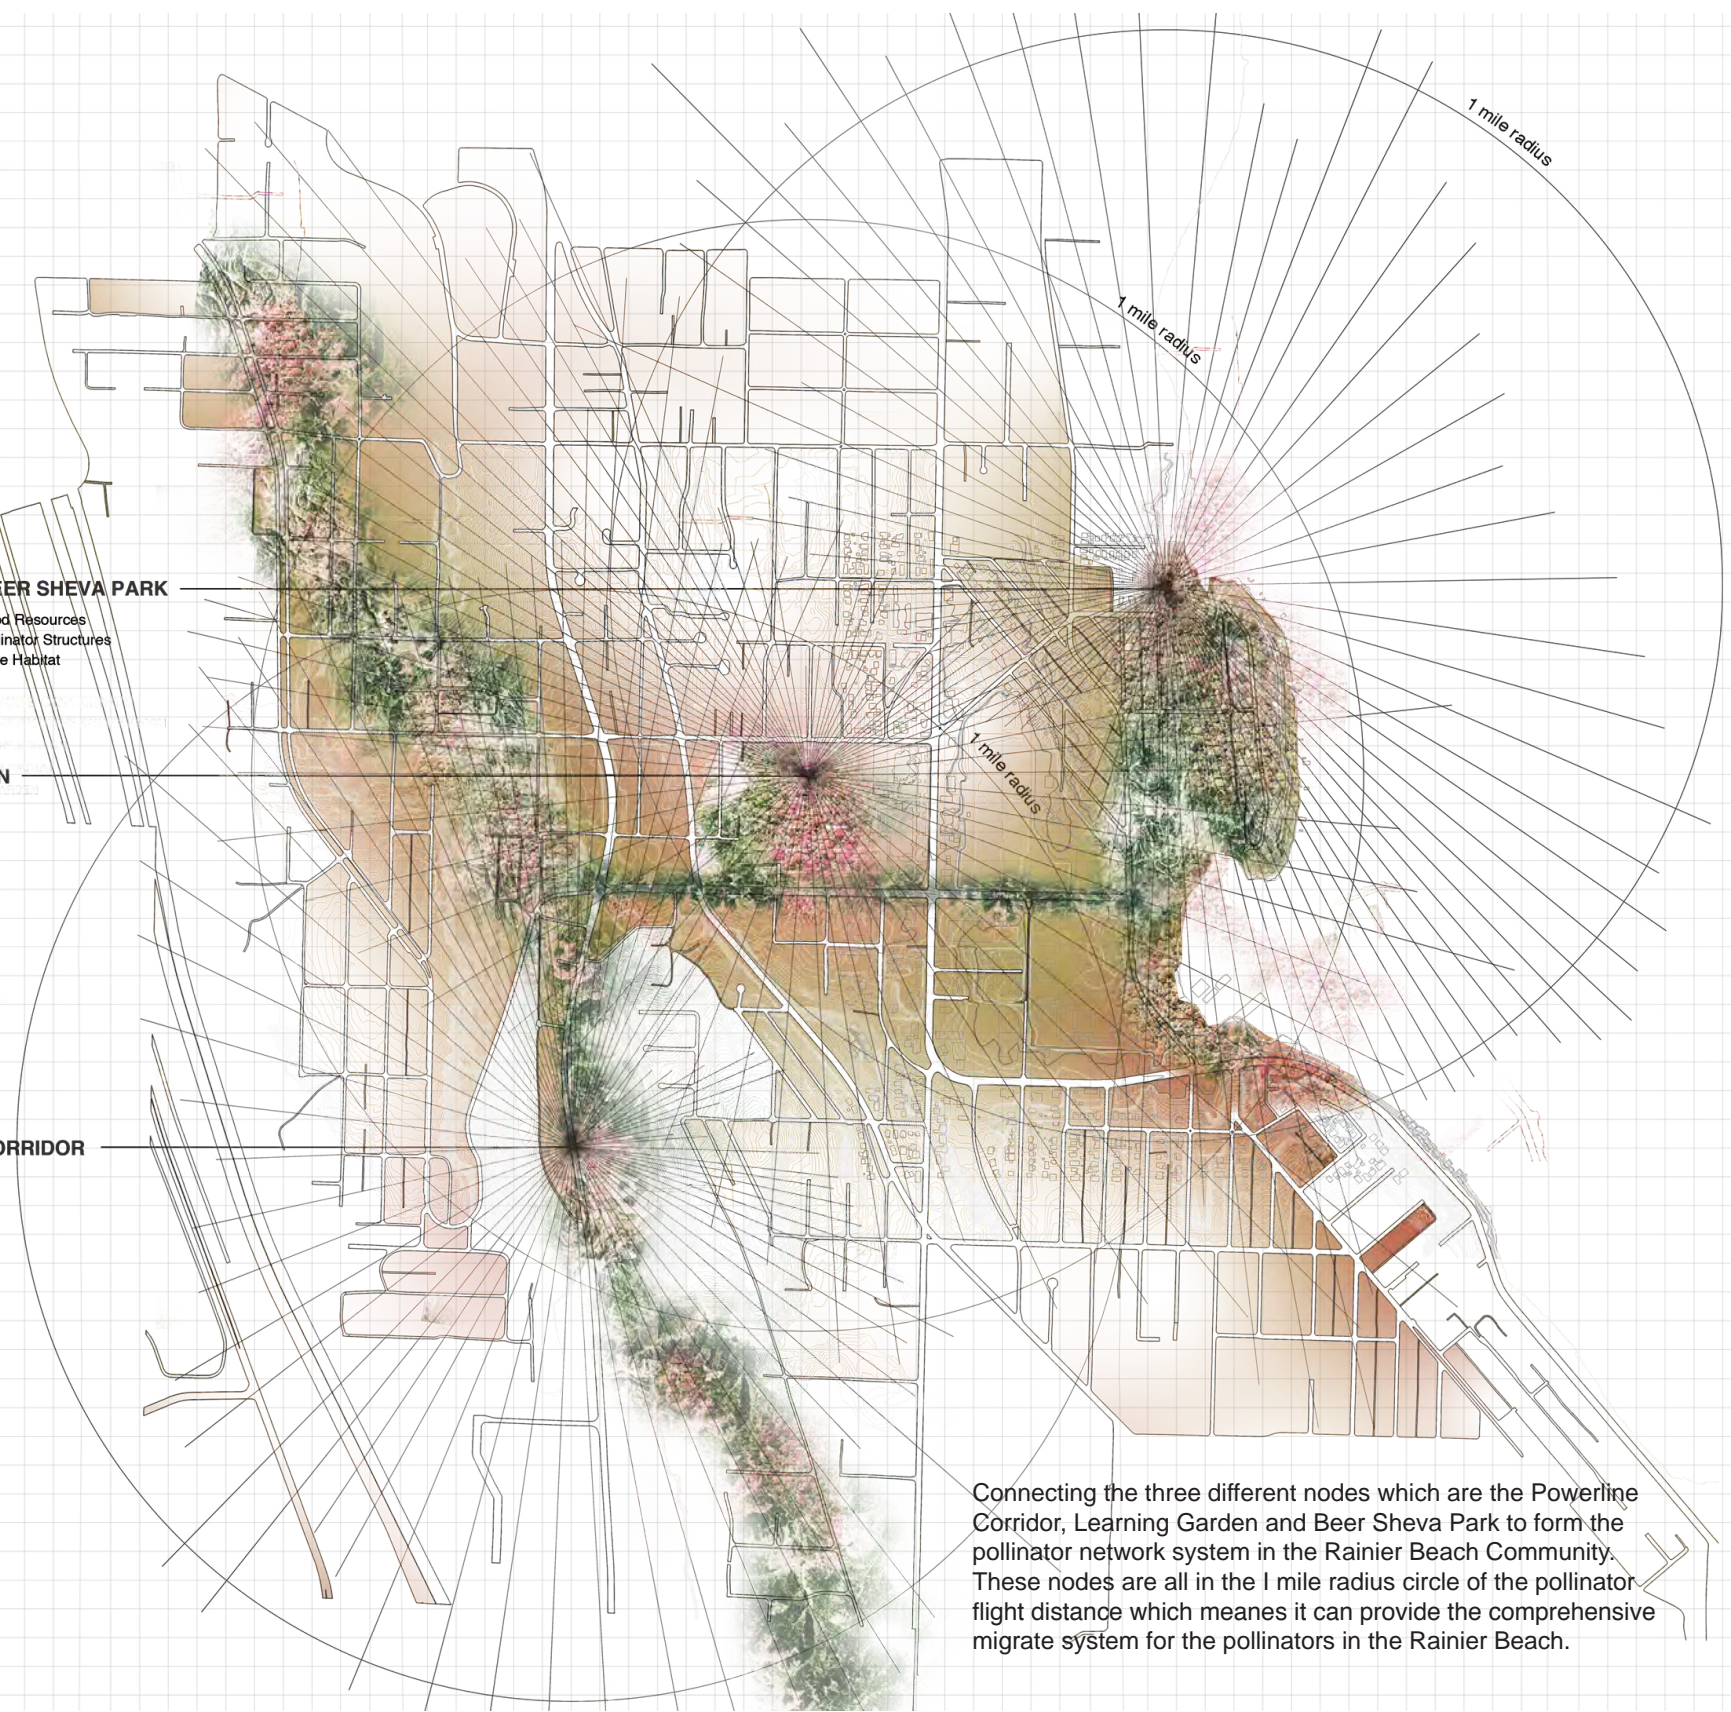 1 mile radius
1 mile radius
EER SHEVA PARK
d Resources
inator Structures
e Habitat
1 mile radius
N
ORRIDOR
Connecting the three different nodes which are the Powerline
Corridor, Learning Garden and Beer Sheva Park to form the
pollinator network system in the Rainier Beach Community.
These nodes are all in the I mile radius circle of the pollinator
flight distance which meanes it can provide the comprehensive
migrate system for the pollinators in the Rainier Beach.